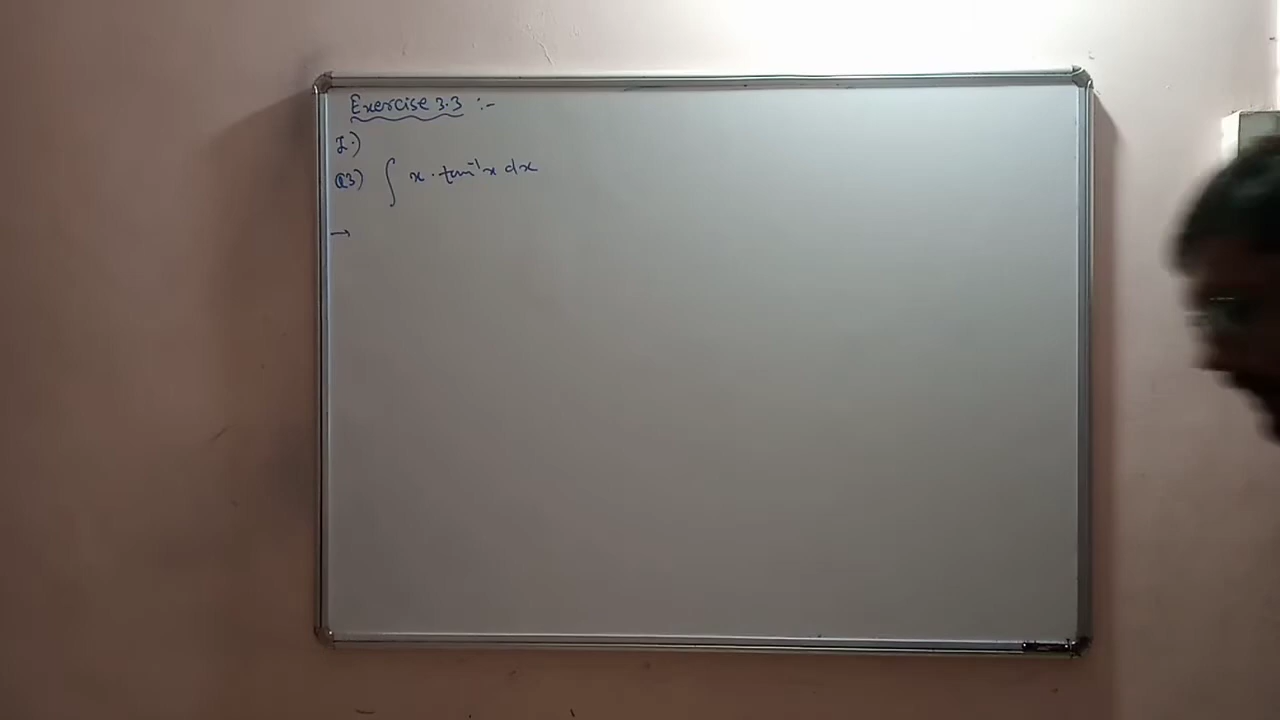 Exercise 3.3 :-
I.)
Q3) ∫ x · tan⁻¹x dx
→